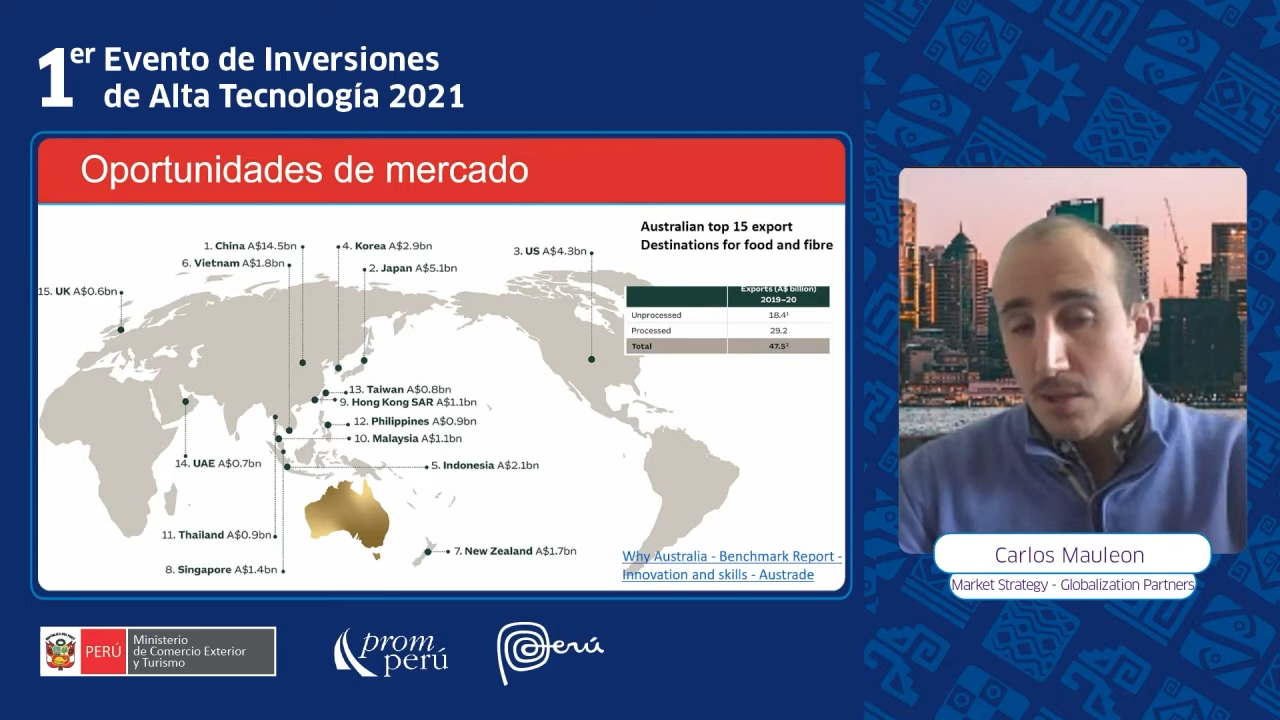 1er Evento de Inversiones
de Alta Tecnología 2021
Oportunidades de mercado
Australian top 15 export
Destinations for food and fibre
1. China A$14.5bn
4. Korea A$2.9bn
3. US A$4.3bn
6. Vietnam A$1.8bn
2. Japan A$5.1bn
15. UK A$0.6bn
Exports (A$ billion)
2019–20
Unprocessed 18.4¹
Processed 29.2
Total 47.5²
13. Taiwan A$0.8bn
9. Hong Kong SAR A$1.1bn
12. Philippines A$0.9bn
10. Malaysia A$1.1bn
14. UAE A$0.7bn
5. Indonesia A$2.1bn
11. Thailand A$0.9bn
7. New Zealand A$1.7bn
8. Singapore A$1.4bn
Why Australia - Benchmark Report -
Innovation and skills - Austrade
Carlos Mauleon
Market Strategy - Globalization Partners
PERÚ
Ministerio
de Comercio Exterior
y Turismo
prom
perú
Perú